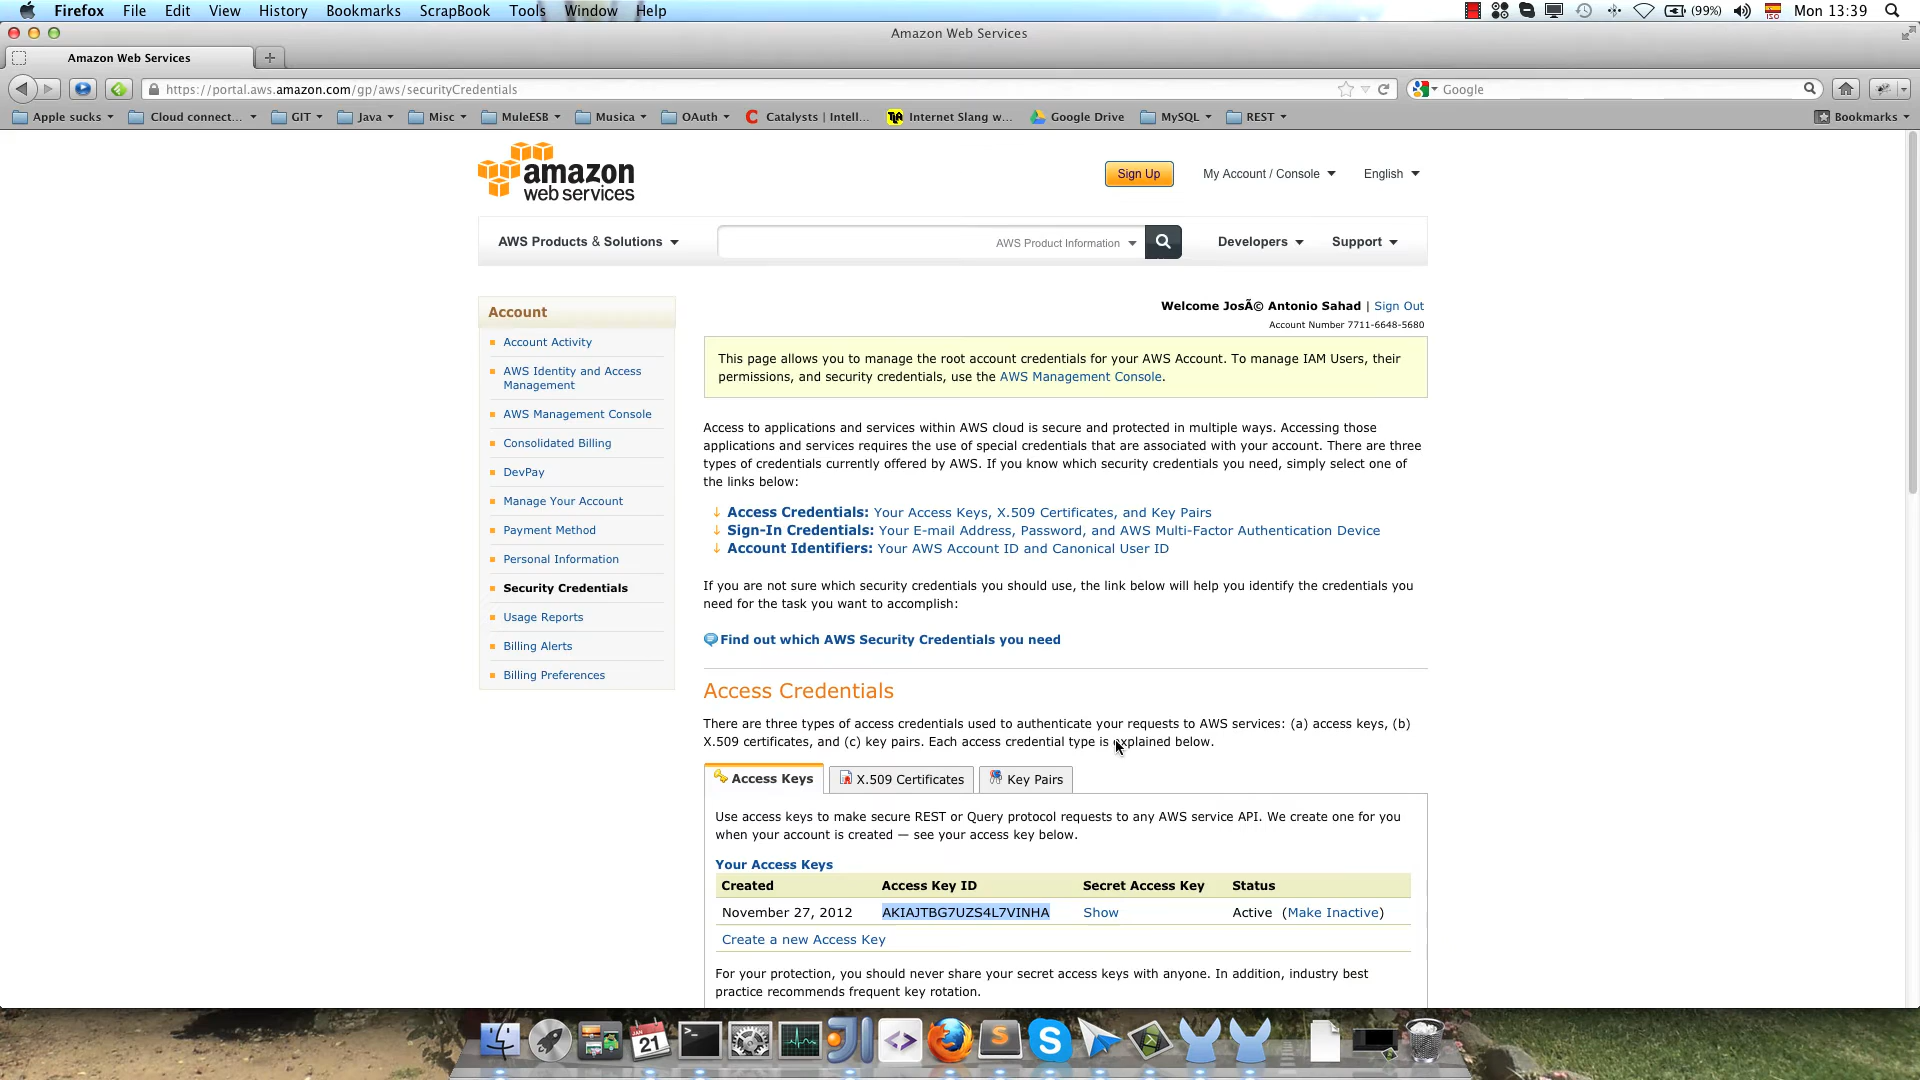 Firefox File Edit View History Bookmarks ScrapBook Tools Window Help (99%) Mon 13:39
Amazon Web Services
Amazon Web Services
https://portal.aws.amazon.com/gp/aws/securityCredentials Google
Apple sucks Cloud connect... GIT Java Misc MuleESB Musica OAuth Catalysts | Intell... Internet Slang w... Google Drive MySQL REST Bookmarks
amazon
web services
Sign Up My Account / Console English
AWS Products & Solutions AWS Product Information Developers Support
Welcome JosÃ© Antonio Sahad | Sign Out
Account Number 7711-6648-5680
Account
Account Activity
AWS Identity and Access
Management
AWS Management Console
Consolidated Billing
DevPay
Manage Your Account
Payment Method
Personal Information
Security Credentials
Usage Reports
Billing Alerts
Billing Preferences
This page allows you to manage the root account credentials for your AWS Account. To manage IAM Users, their
permissions, and security credentials, use the AWS Management Console.
Access to applications and services within AWS cloud is secure and protected in multiple ways. Accessing those
applications and services requires the use of special credentials that are associated with your account. There are three
types of credentials currently offered by AWS. If you know which security credentials you need, simply select one of
the links below:
Access Credentials: Your Access Keys, X.509 Certificates, and Key Pairs
Sign-In Credentials: Your E-mail Address, Password, and AWS Multi-Factor Authentication Device
Account Identifiers: Your AWS Account ID and Canonical User ID
If you are not sure which security credentials you should use, the link below will help you identify the credentials you
need for the task you want to accomplish:
Find out which AWS Security Credentials you need
Access Credentials
There are three types of access credentials used to authenticate your requests to AWS services: (a) access keys, (b)
X.509 certificates, and (c) key pairs. Each access credential type is explained below.
Access Keys X.509 Certificates Key Pairs
Use access keys to make secure REST or Query protocol requests to any AWS service API. We create one for you
when your account is created — see your access key below.
Your Access Keys
Created Access Key ID Secret Access Key Status
November 27, 2012 AKIAJTBG7UZS4L7VINHA Show Active (Make Inactive)
Create a new Access Key
For your protection, you should never share your secret access keys with anyone. In addition, industry best
practice recommends frequent key rotation.
JAN
21